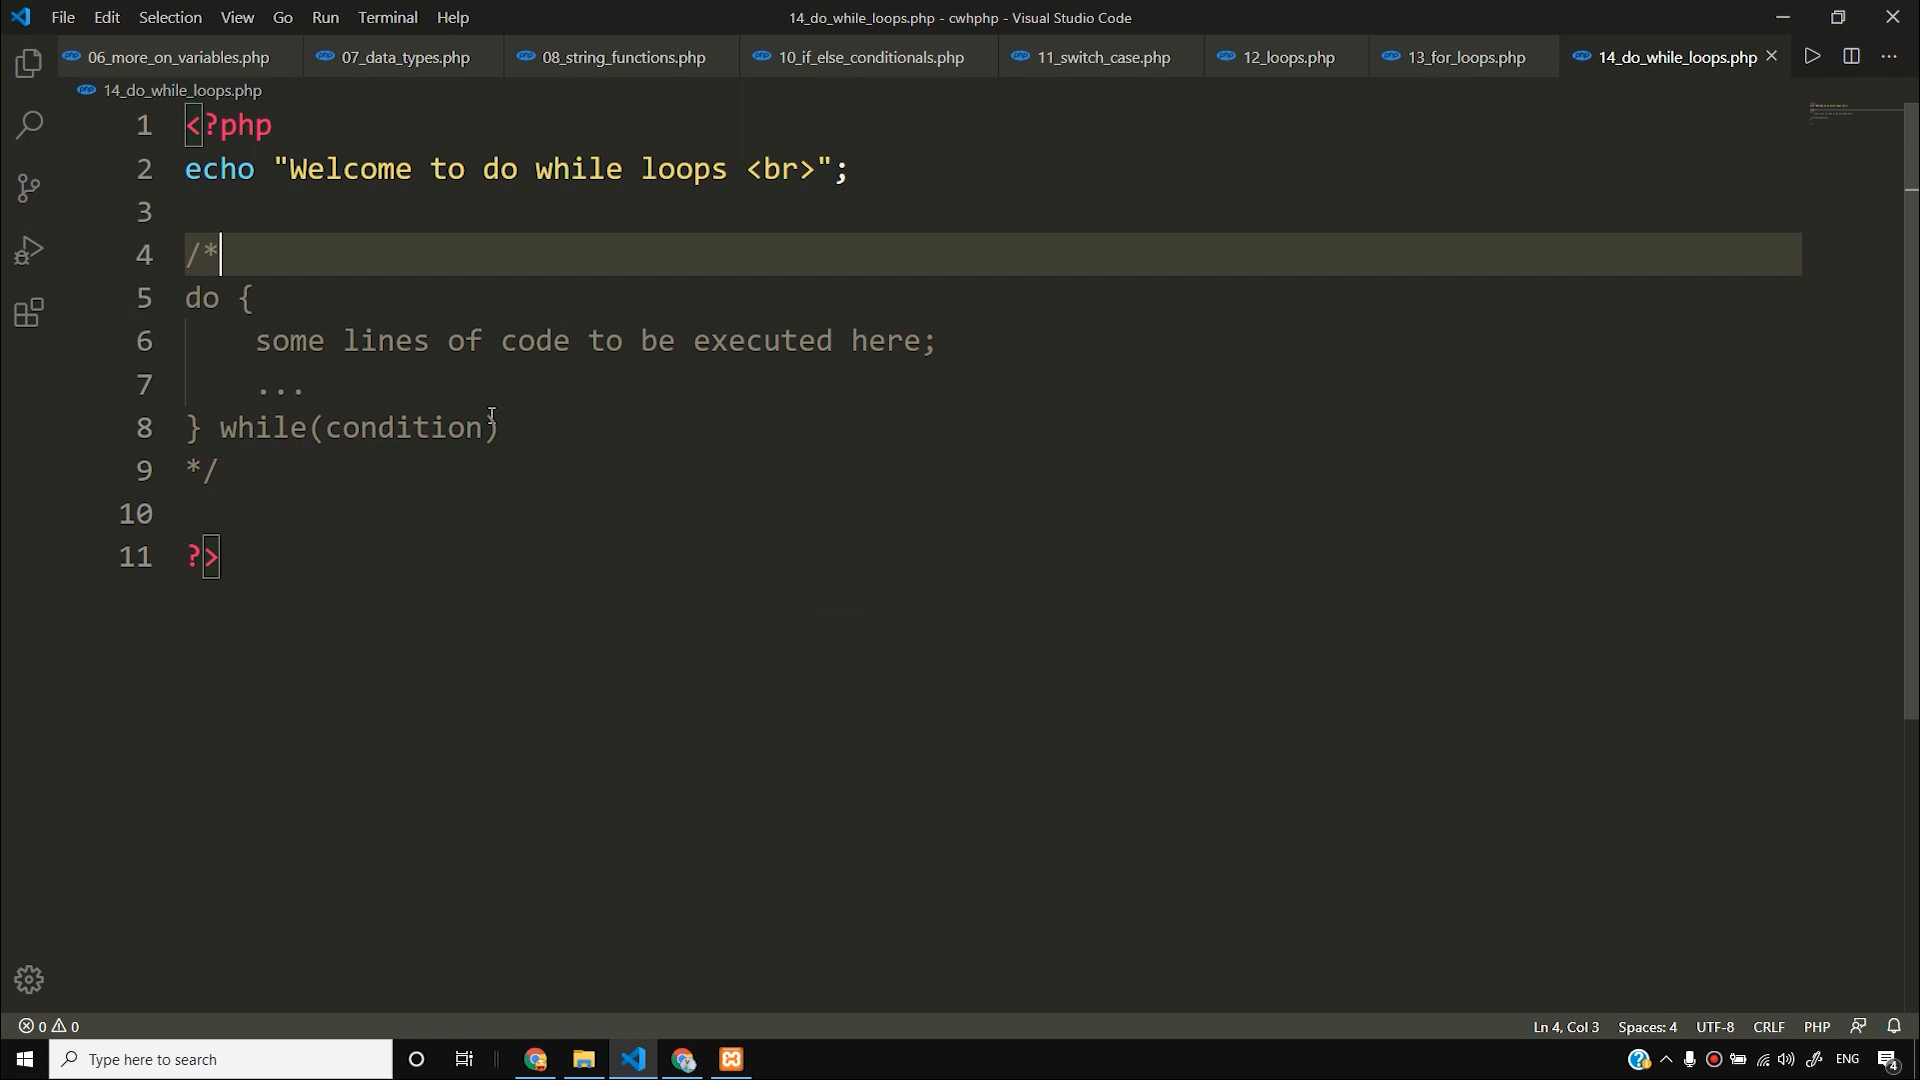 File Edit Selection View Go Run Terminal Help 14_do_while_loops.php - cwhphp - Visual Studio Code
06_more_on_variables.php 07_data_types.php 08_string_functions.php 10_if_else_conditionals.php 11_switch_case.php 12_loops.php 13_for_loops.php 14_do_while_loops.php
14_do_while_loops.php
1 <?php
2 echo "Welcome to do while loops <br>";
3
4 /*
5 do {
6 some lines of code to be executed here;
7 ...
8 } while(condition)
9 */
10
11 ?>
0 0 Ln 4, Col 3 Spaces: 4 UTF-8 CRLF PHP
Type here to search ENG 4